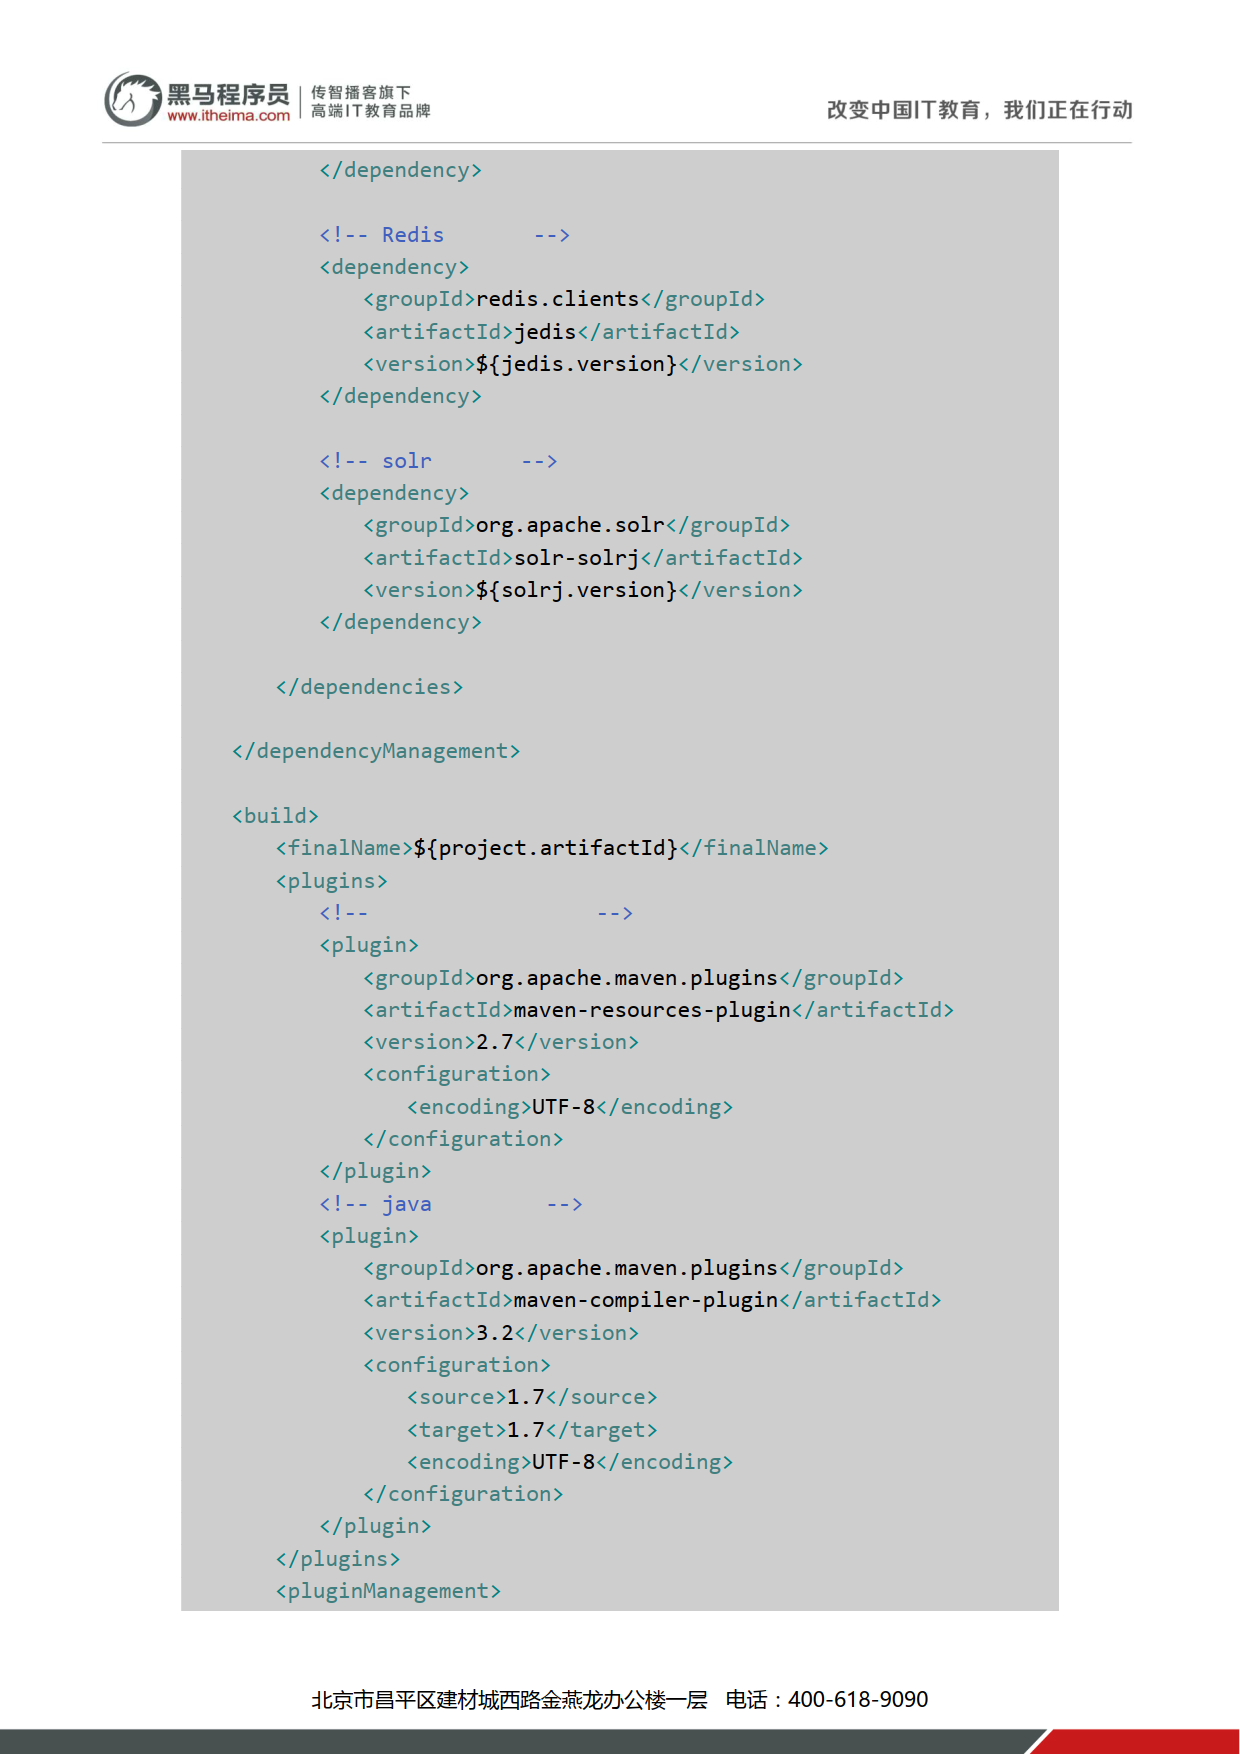 黑马程序员
www.itheima.com
传智播客旗下
高端IT教育品牌
改变中国IT教育，我们正在行动
</dependency>
<!-- Redis -->
<dependency>
<groupId>redis.clients</groupId>
<artifactId>jedis</artifactId>
<version>${jedis.version}</version>
</dependency>
<!-- solr -->
<dependency>
<groupId>org.apache.solr</groupId>
<artifactId>solr-solrj</artifactId>
<version>${solrj.version}</version>
</dependency>
</dependencies>
</dependencyManagement>
<build>
<finalName>${project.artifactId}</finalName>
<plugins>
<!-- -->
<plugin>
<groupId>org.apache.maven.plugins</groupId>
<artifactId>maven-resources-plugin</artifactId>
<version>2.7</version>
<configuration>
<encoding>UTF-8</encoding>
</configuration>
</plugin>
<!-- java -->
<plugin>
<groupId>org.apache.maven.plugins</groupId>
<artifactId>maven-compiler-plugin</artifactId>
<version>3.2</version>
<configuration>
<source>1.7</source>
<target>1.7</target>
<encoding>UTF-8</encoding>
</configuration>
</plugin>
</plugins>
<pluginManagement>
北京市昌平区建材城西路金燕龙办公楼一层 电话：400-618-9090